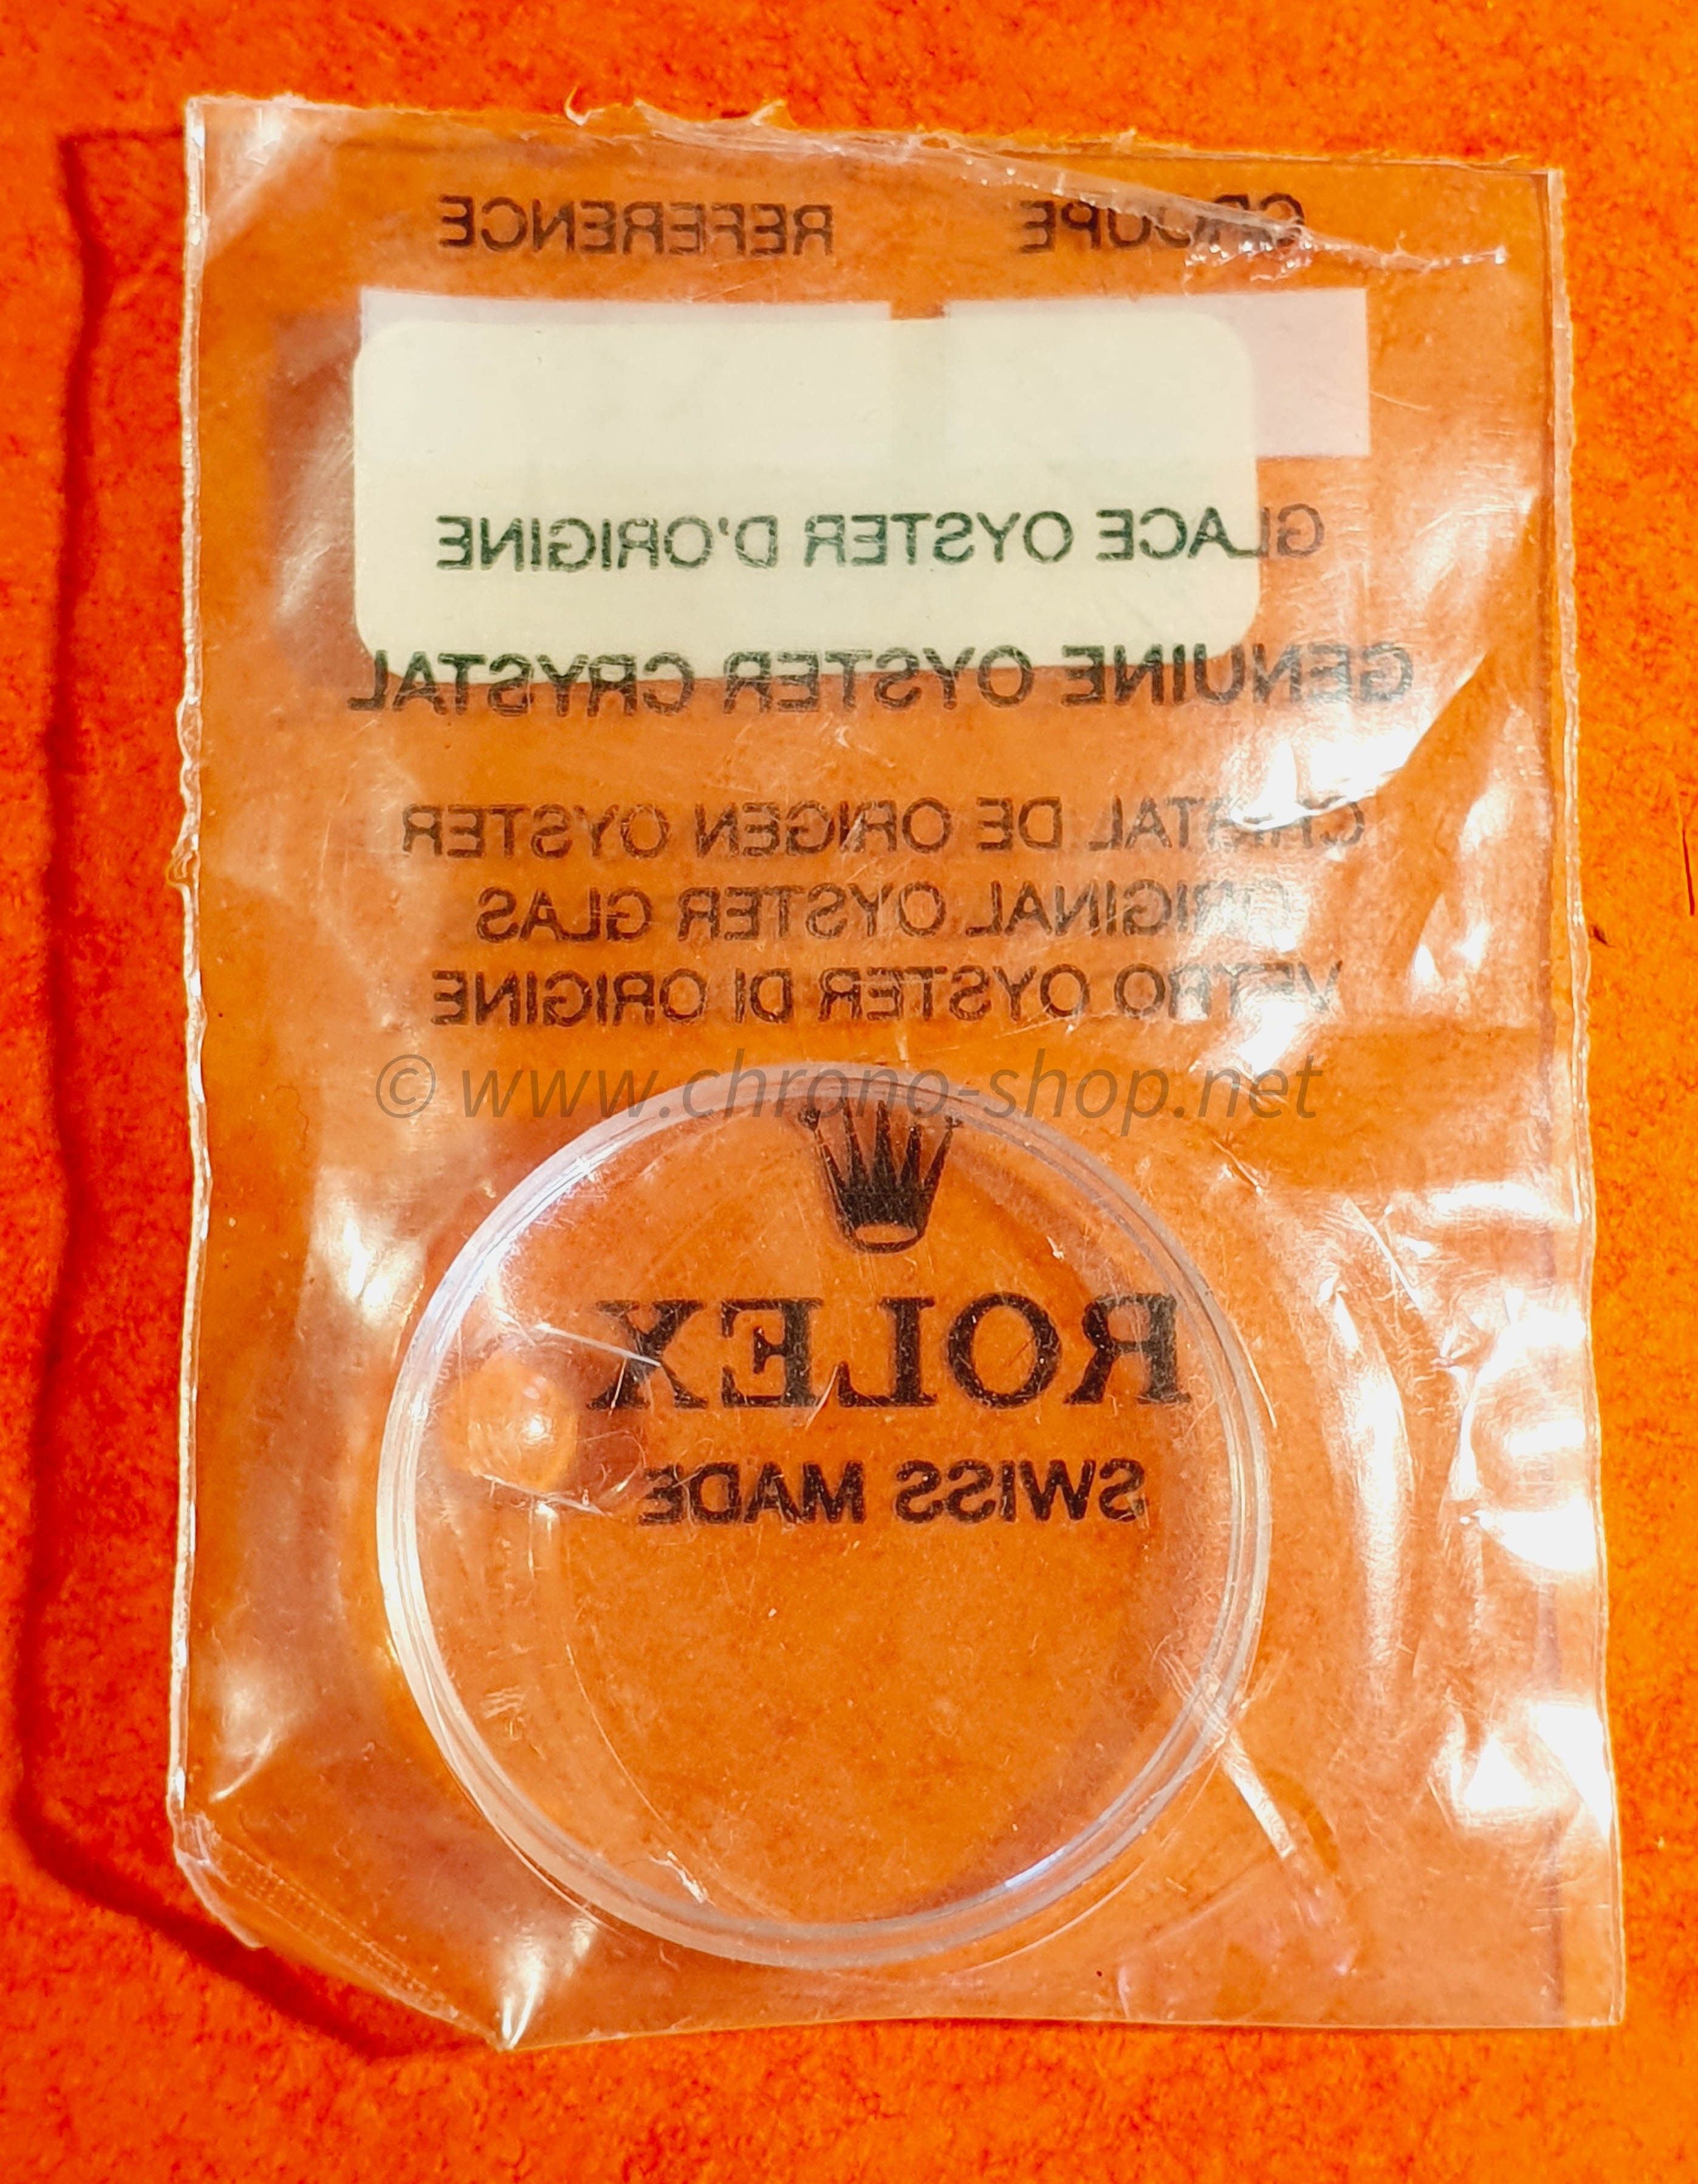 GROUPE REFERENCE
GLACE OYSTER D'ORIGINE
GENUINE OYSTER CRYSTAL
CRISTAL DE ORIGEN OYSTER
ORIGINAL OYSTER GLAS
VETRO OYSTER DI ORIGINE
© www.chrono-shop.net
ROLEX
SWISS MADE